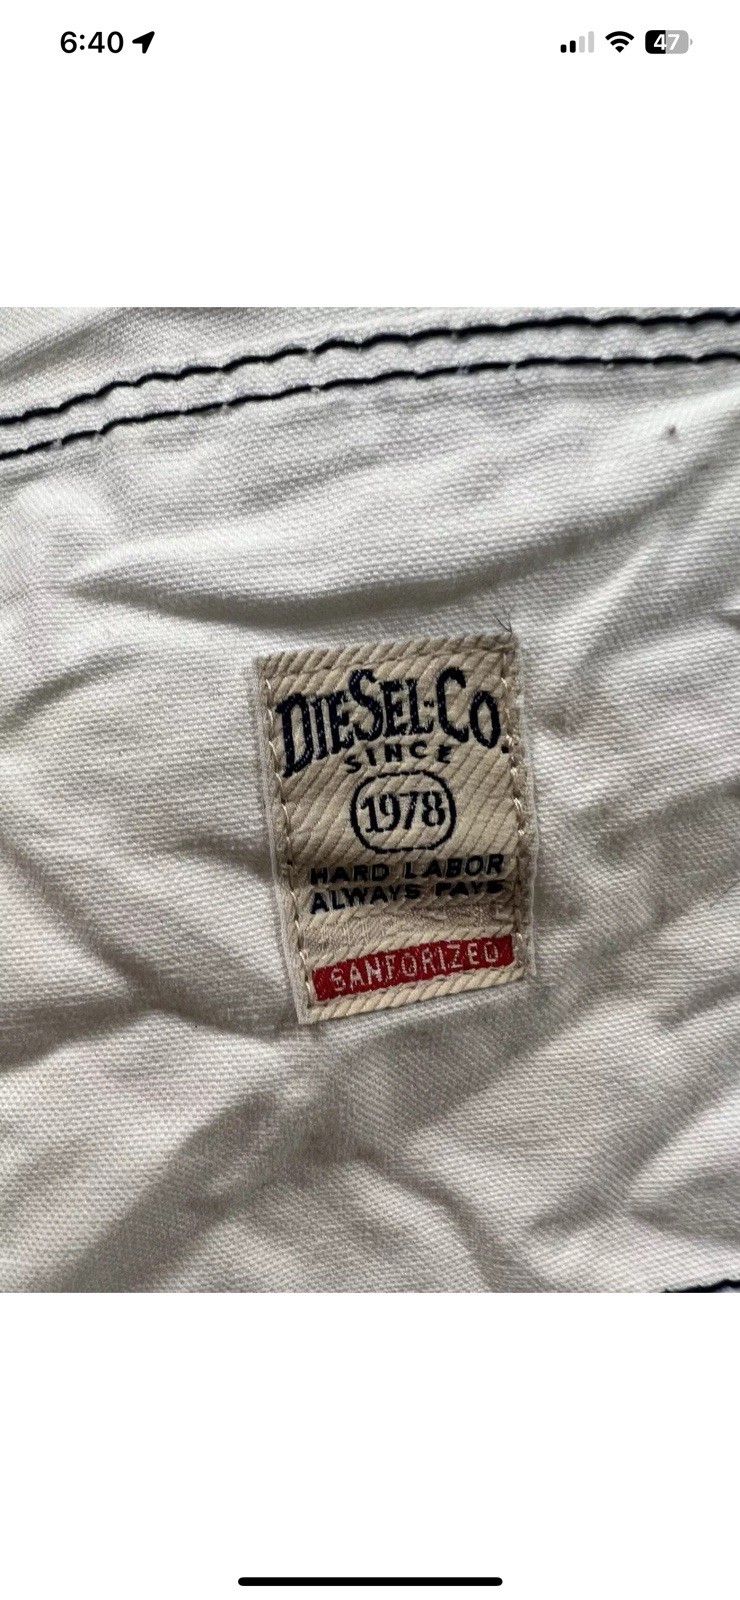 6:40
47
DIESEL-CO.
SINCE
1978
HARD LABOR
ALWAYS PAYS
SANFORIZED